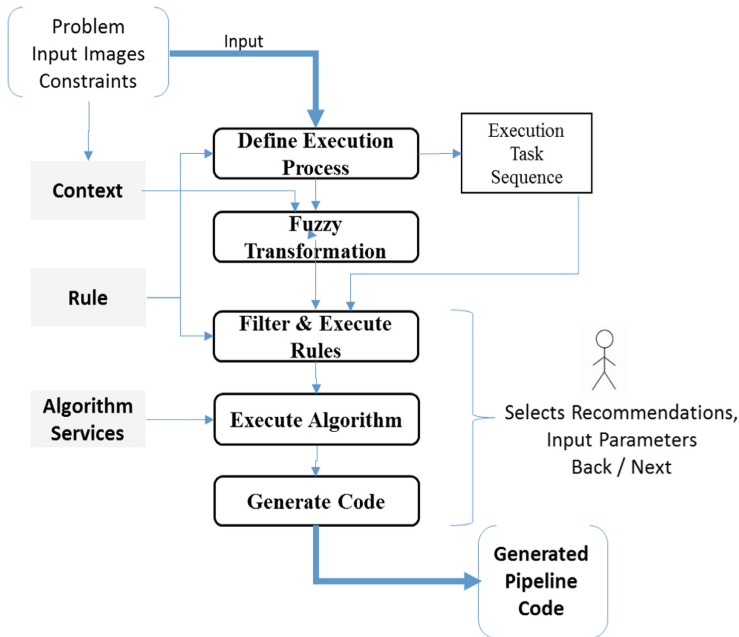 Problem
Input Images
Constraints
Input
Define Execution
Process
Execution
Task
Sequence
Context
Fuzzy
Transformation
Rule
Filter & Execute
Rules
Algorithm
Services
Execute Algorithm
Selects Recommendations,
Input Parameters
Back / Next
Generate Code
Generated
Pipeline
Code